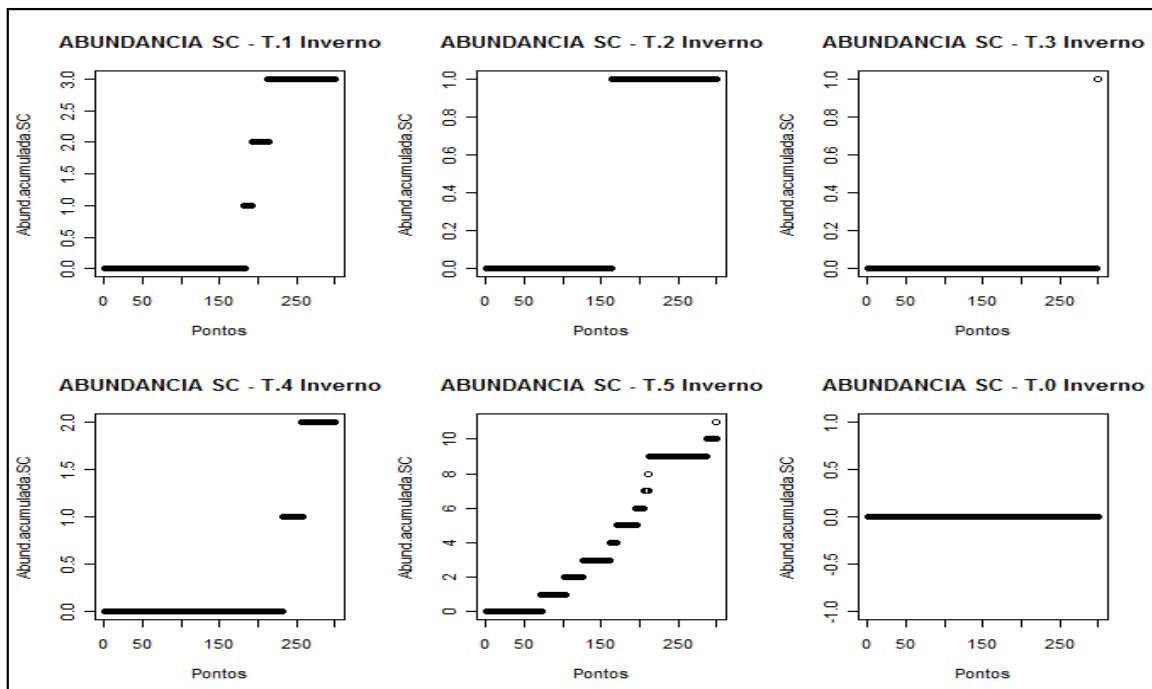 ABUNDANCIA SC - T.1 Inverno
Abund.acumulada.SC
3.0
2.5
2.0
1.5
1.0
0.5
0.0
0 50 150 250
Pontos
ABUNDANCIA SC - T.2 Inverno
Abund.acumulada.SC
1.0
0.8
0.6
0.4
0.2
0.0
0 50 150 250
Pontos
ABUNDANCIA SC - T.3 Inverno
Abund.acumulada.SC
1.0
0.8
0.6
0.4
0.2
0.0
0 50 150 250
Pontos
ABUNDANCIA SC - T.4 Inverno
Abund.acumulada.SC
2.0
1.5
1.0
0.5
0.0
0 50 150 250
Pontos
ABUNDANCIA SC - T.5 Inverno
Abund.acumulada.SC
10
8
6
4
2
0
0 50 150 250
Pontos
ABUNDANCIA SC - T.0 Inverno
Abund.acumulada.SC
1.0
0.5
0.0
-0.5
-1.0
0 50 150 250
Pontos